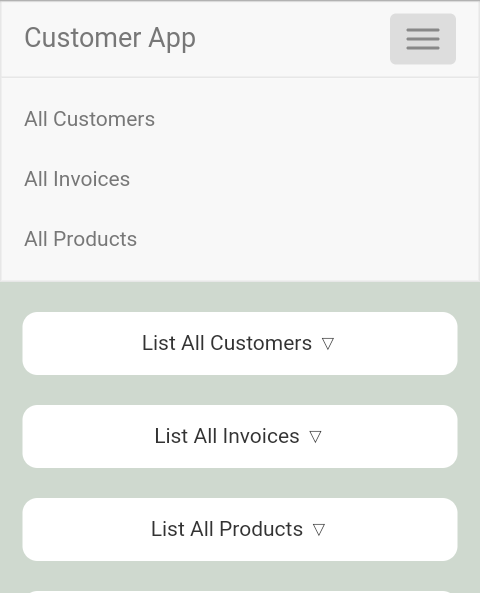 Customer App
All Customers
All Invoices
All Products
List All Customers ▽
List All Invoices ▽
List All Products ▽